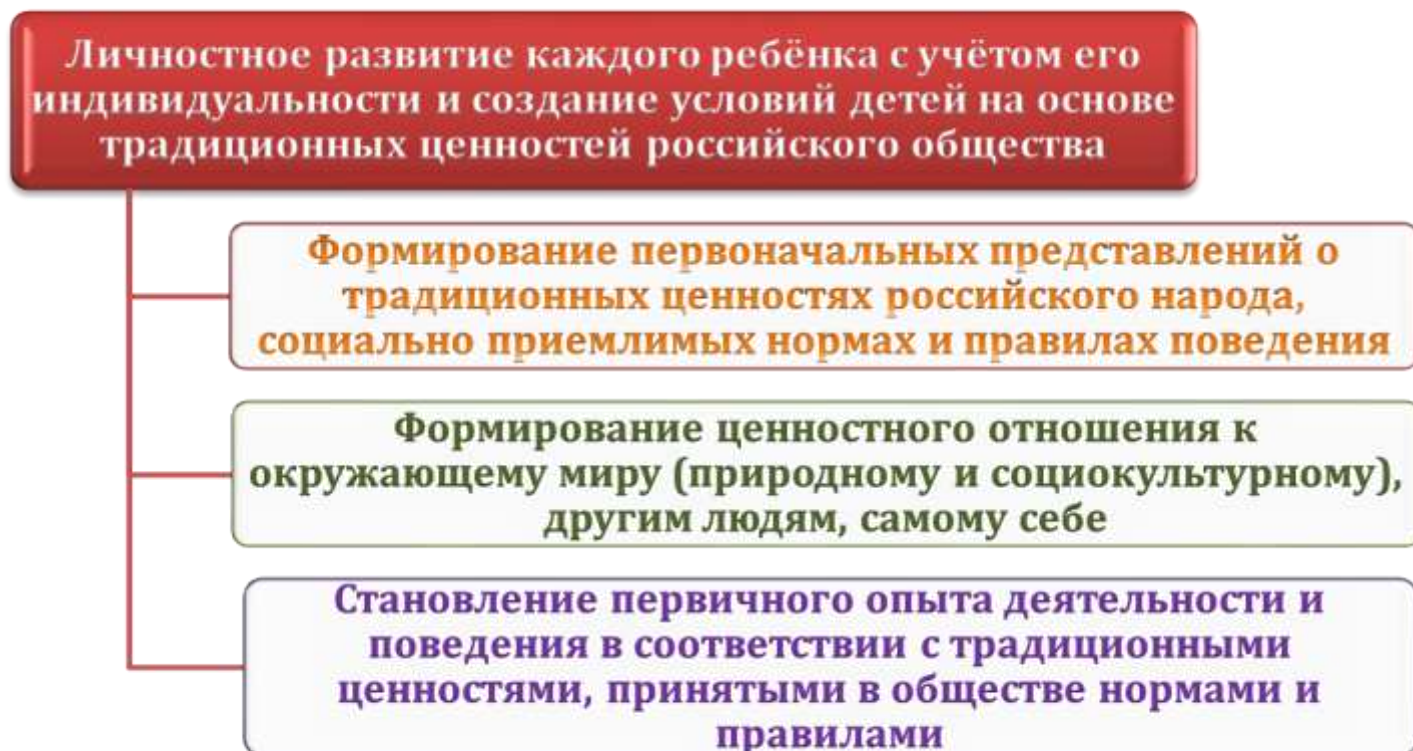 Личностное развитие каждого ребёнка с учётом его
индивидуальности и создание условий детей на основе
традиционных ценностей российского общества
Формирование первоначальных представлений о
традиционных ценностях российского народа,
социально приемлимых нормах и правилах поведения
Формирование ценностного отношения к
окружающему миру (природному и социокультурному),
другим людям, самому себе
Становление первичного опыта деятельности и
поведения в соответствии с традиционными
ценностями, принятыми в обществе нормами и
правилами